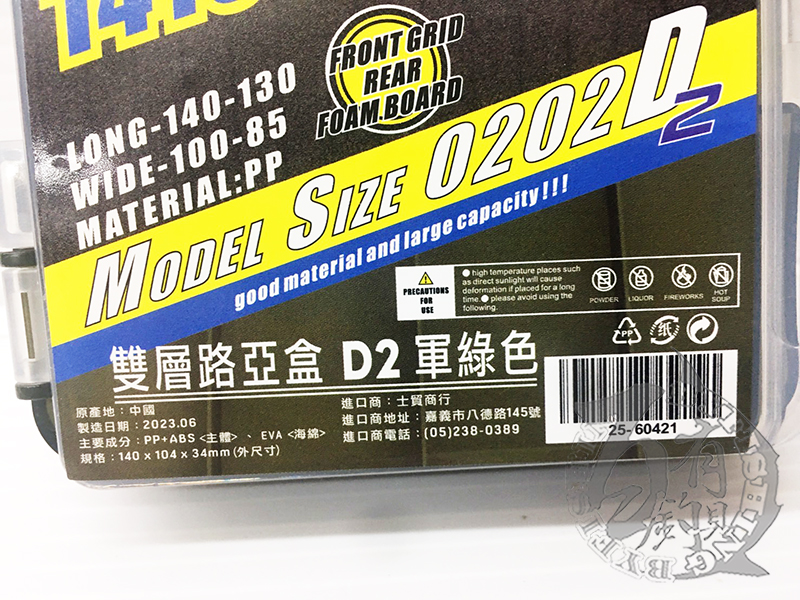 FRONT GRID
REAR
FOAM.BOARD
LONG-140-130
WIDE-100-85
MATERIAL:PP
MODEL SIZE 0202D2
good material and large capacity!!!
PRECAUTIONS
FOR
USE
● high temperature places such
as direct sunlight will cause
deformation if placed for a long
time.● please avoid using the
following.
POWDER LIQUOR FIREWORKS HOT SOUP
PP 纸
雙層路亞盒 D2 軍綠色
原產地:中國
製造日期:2023.06
主要成分:PP+ABS <主體>、EVA <海綿>
規格:140 x 104 x 34mm(外尺寸)
進口商:士貿商行
進口商地址:嘉義市八德路145號
進口商電話:(05)238-0389
25-60421
有
釣具